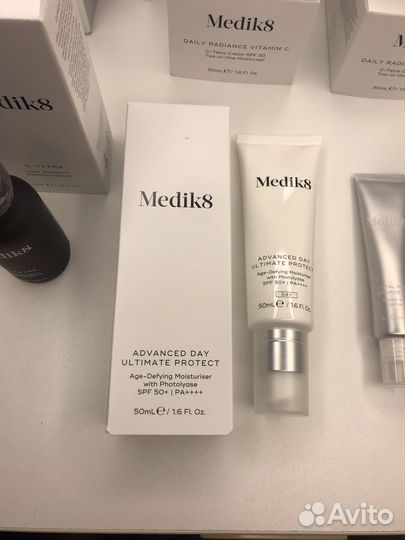 Medik8
DAILY RADIANCE VITAMIN C
C-Tetra Cream SPF 30
Two-in-One Moisturiser
50mL℮/1.6 Fl. Oz.
DAILY RADIA
Medik8
C-TETRA
Medik8
Medik8
ADVANCED DAY
ULTIMATE PROTECT
Age-Defying Moisturiser
with Photolyase
SPF 50+ | PA++++
50mL℮/ 1.6 Fl. Oz.
Medik8
ADVANCED DAY
ULTIMATE PROTECT
Age-Defying Moisturiser
with Photolyase
SPF 50+ | PA++++
DAY
50mL℮/1.6 Fl. Oz.
Avito